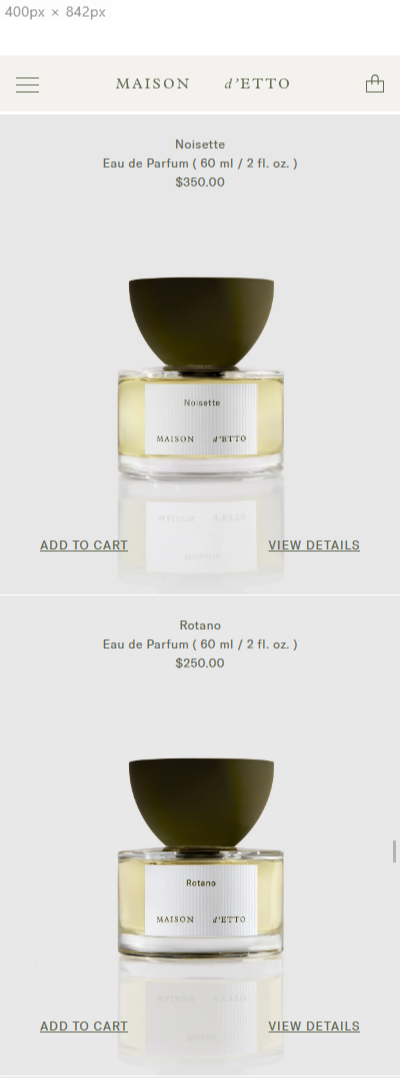 400px × 842px
MAISON d'ETTO
Noisette
Eau de Parfum ( 60 ml / 2 fl. oz. )
$350.00
Noisette
MAISON d'ETTO
ADD TO CART VIEW DETAILS
Rotano
Eau de Parfum ( 60 ml / 2 fl. oz. )
$250.00
Rotano
MAISON d'ETTO
ADD TO CART VIEW DETAILS